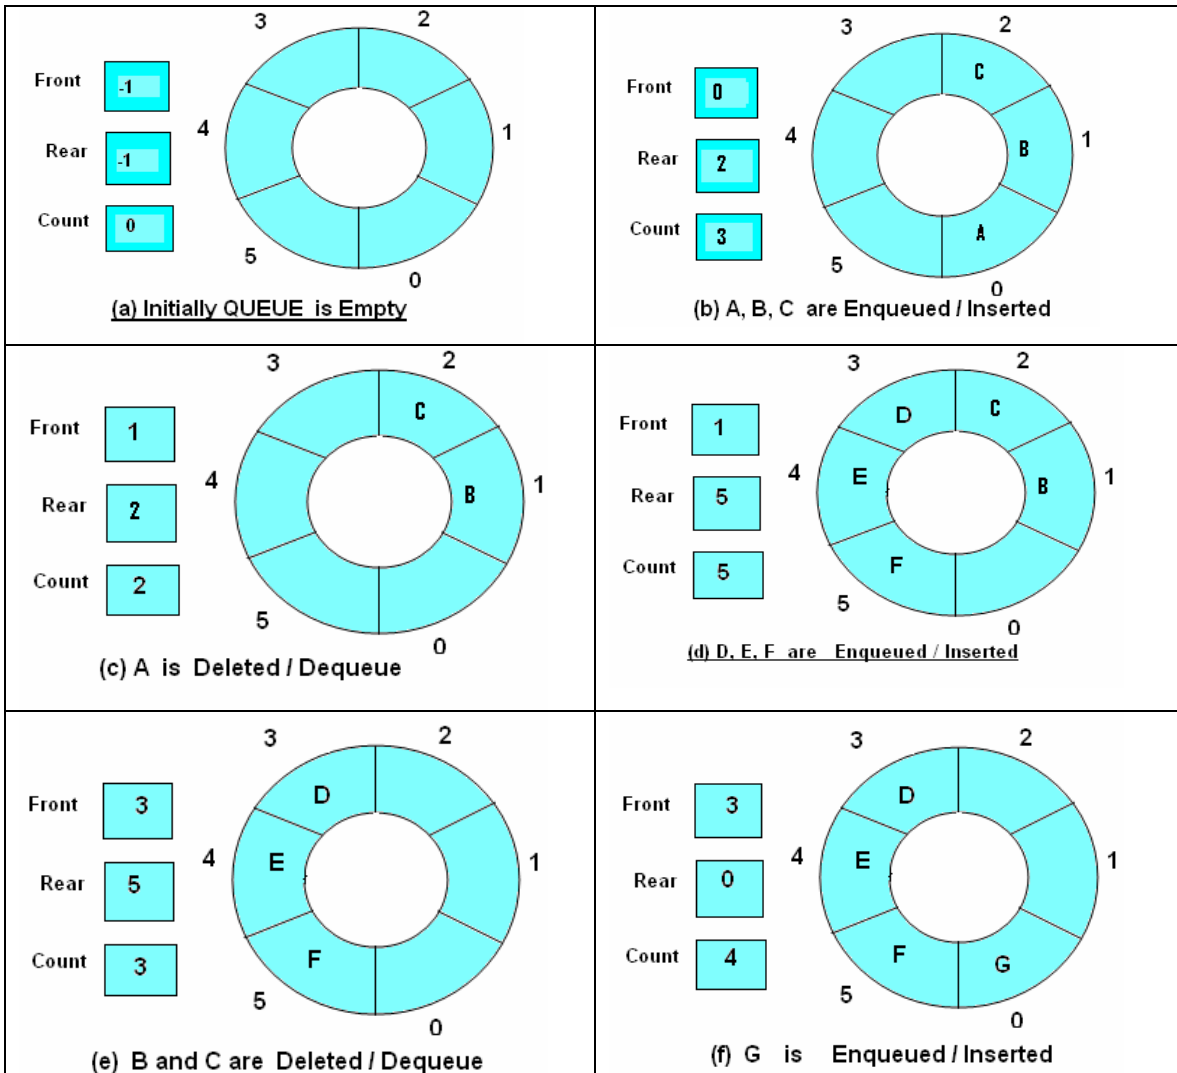 3 2
Front -1
4 1
Rear -1
Count 0
5
0
(a) Initially QUEUE is Empty
3 2
C
Front 0
4 1
B
Rear 2
Count 3
A
5
0
(b) A, B, C are Enqueued / Inserted
3 2
C
Front 1
4 1
B
Rear 2
Count 2
5
0
(c) A is Deleted / Dequeue
3 2
D C
Front 1
4 E B 1
Rear 5
Count 5
F
5
0
(d) D, E, F are Enqueued / Inserted
3 2
D
Front 3
4 E 1
Rear 5
Count 3
F
5
0
(e) B and C are Deleted / Dequeue
3 2
D
Front 3
4 E 1
Rear 0
Count 4
F G
5
0
(f) G is Enqueued / Inserted